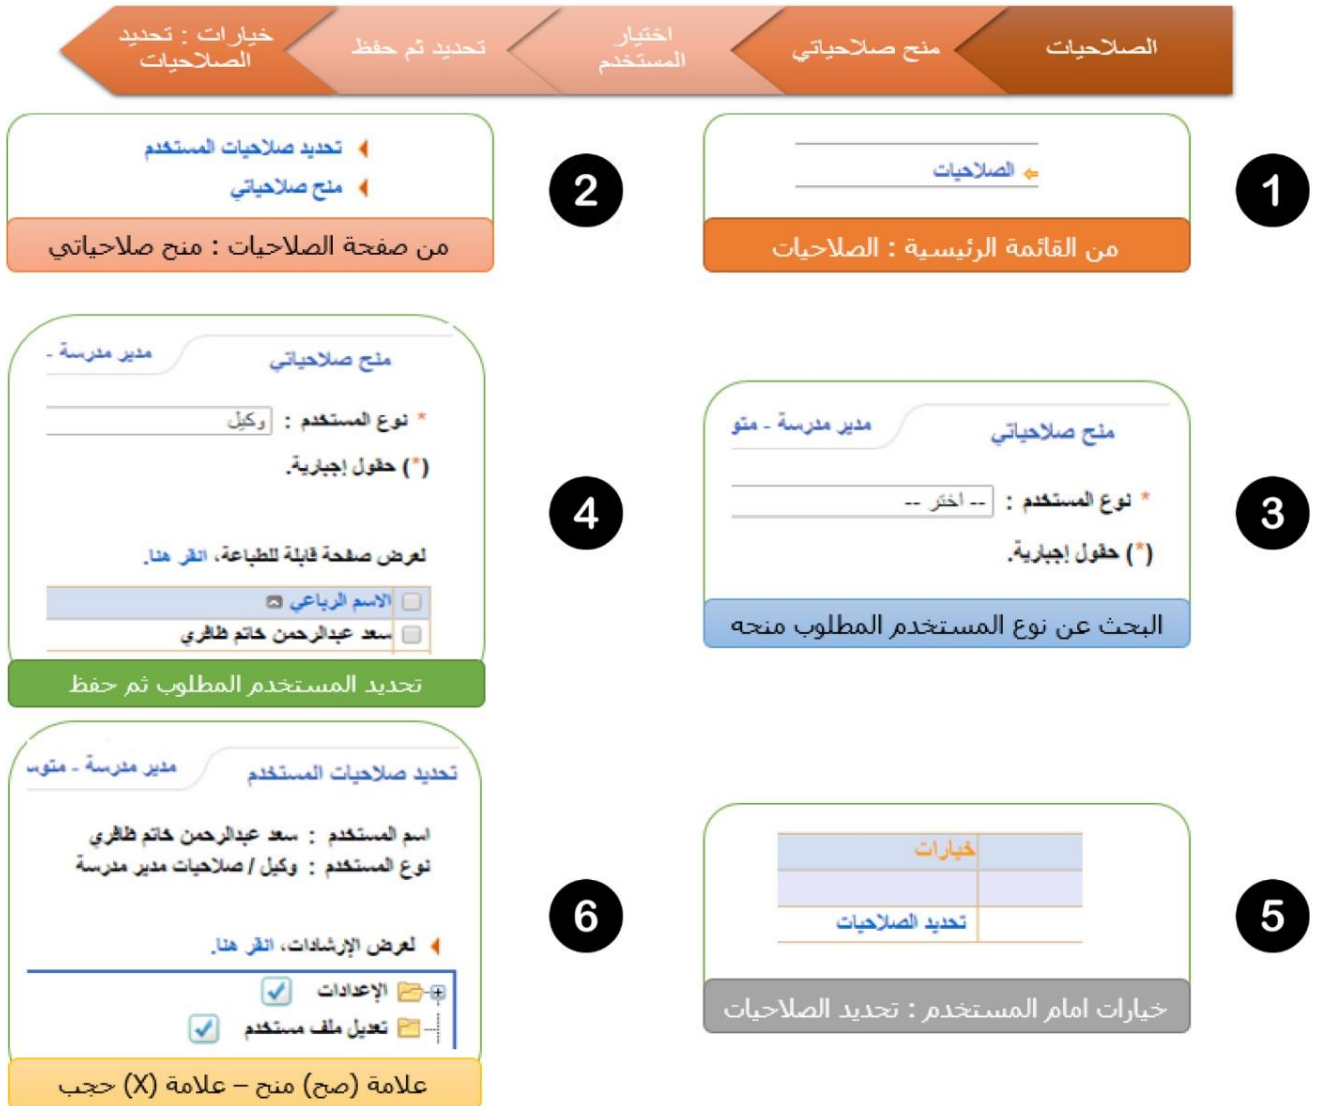 الصلاحيات
منح صلاحياتي
اختيار
المستخدم
تحديد ثم حفظ
خيارات : تحديد
الصلاحيات
1
الصلاحيات
من القائمة الرئيسية : الصلاحيات
2
تحديد صلاحيات المستخدم
منح صلاحياتي
من صفحة الصلاحيات : منح صلاحياتي
3
منح صلاحياتي
مدير مدرسة - متو
* نوع المستخدم : -- اختر --
(*) حقول إجبارية.
البحث عن نوع المستخدم المطلوب منحه
4
منح صلاحياتي
مدير مدرسة -
* نوع المستخدم : وكيل
(*) حقول إجبارية.
لعرض صفحة قابلة للطباعة، انقر هنا.
الاسم الرباعي
سعد عبدالرحمن خاتم ظافري
تحديد المستخدم المطلوب ثم حفظ
5
خيارات
تحديد الصلاحيات
خيارات امام المستخدم : تحديد الصلاحيات
6
تحديد صلاحيات المستخدم
مدير مدرسة - متوس
اسم المستخدم : سعد عبدالرحمن خاتم ظافري
نوع المستخدم : وكيل / صلاحيات مدير مدرسة
لعرض الإرشادات، انقر هنا.
الإعدادات
تعديل ملف مستخدم
علامة (صح) منح – علامة (X) حجب